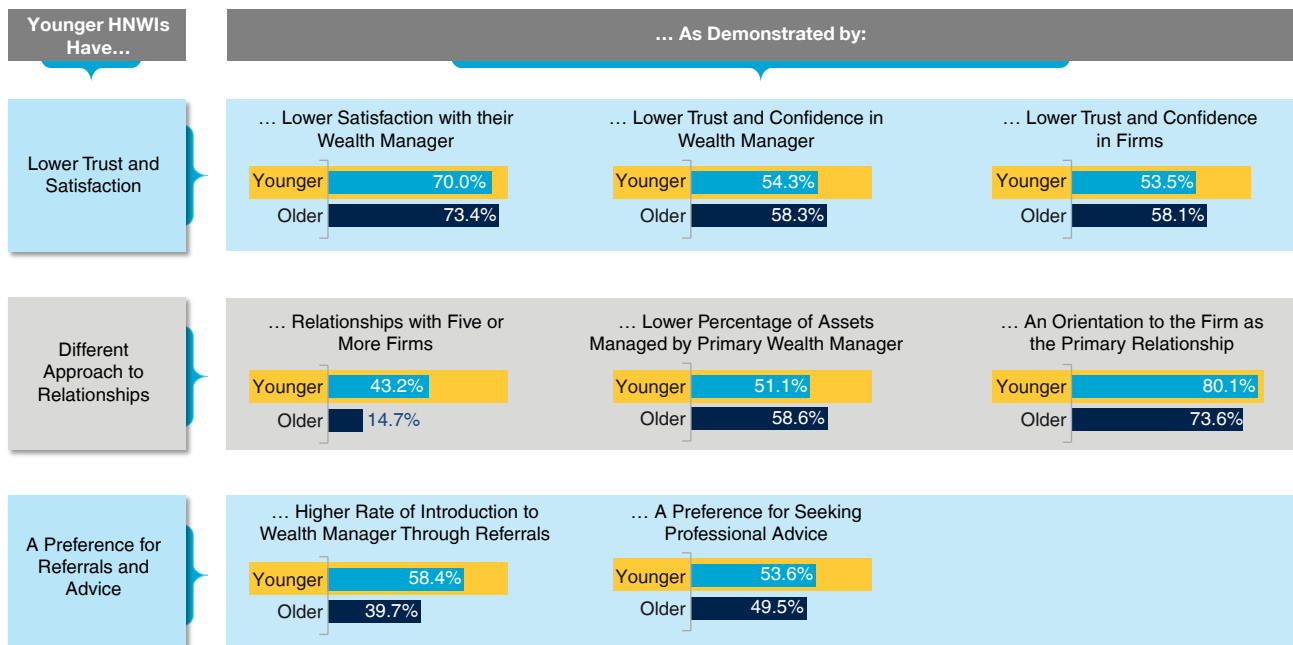 Younger HNWIs
Have…
… As Demonstrated by:
Lower Trust and
Satisfaction
… Lower Satisfaction with their
Wealth Manager
Younger 70.0%
Older 73.4%
… Lower Trust and Confidence in
Wealth Manager
Younger 54.3%
Older 58.3%
… Lower Trust and Confidence
in Firms
Younger 53.5%
Older 58.1%
Different
Approach to
Relationships
… Relationships with Five or
More Firms
Younger 43.2%
Older 14.7%
… Lower Percentage of Assets
Managed by Primary Wealth Manager
Younger 51.1%
Older 58.6%
… An Orientation to the Firm as
the Primary Relationship
Younger 80.1%
Older 73.6%
A Preference for
Referrals and
Advice
… Higher Rate of Introduction to
Wealth Manager Through Referrals
Younger 58.4%
Older 39.7%
… A Preference for Seeking
Professional Advice
Younger 53.6%
Older 49.5%